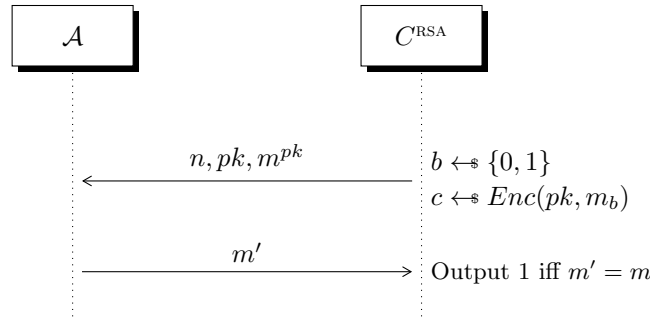 𝒜
C^RSA
n, pk, m^pk
b ↞$ {0, 1}
c ↞$ Enc(pk, m_b)
m′
Output 1 iff m′ = m